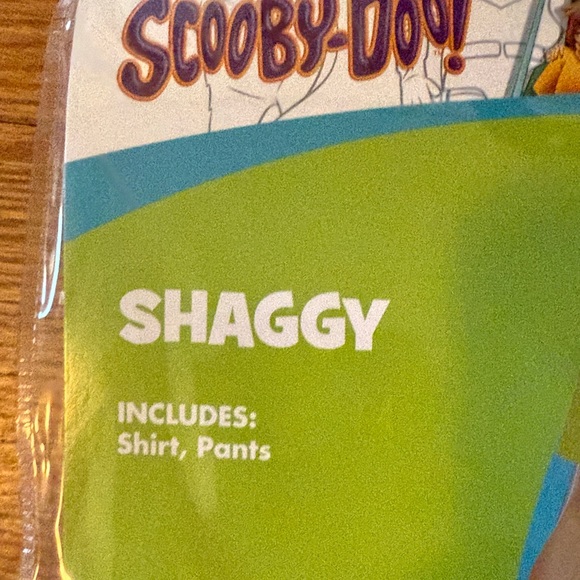 SCOOBY-DOO!
SHAGGY
INCLUDES:
Shirt, Pants